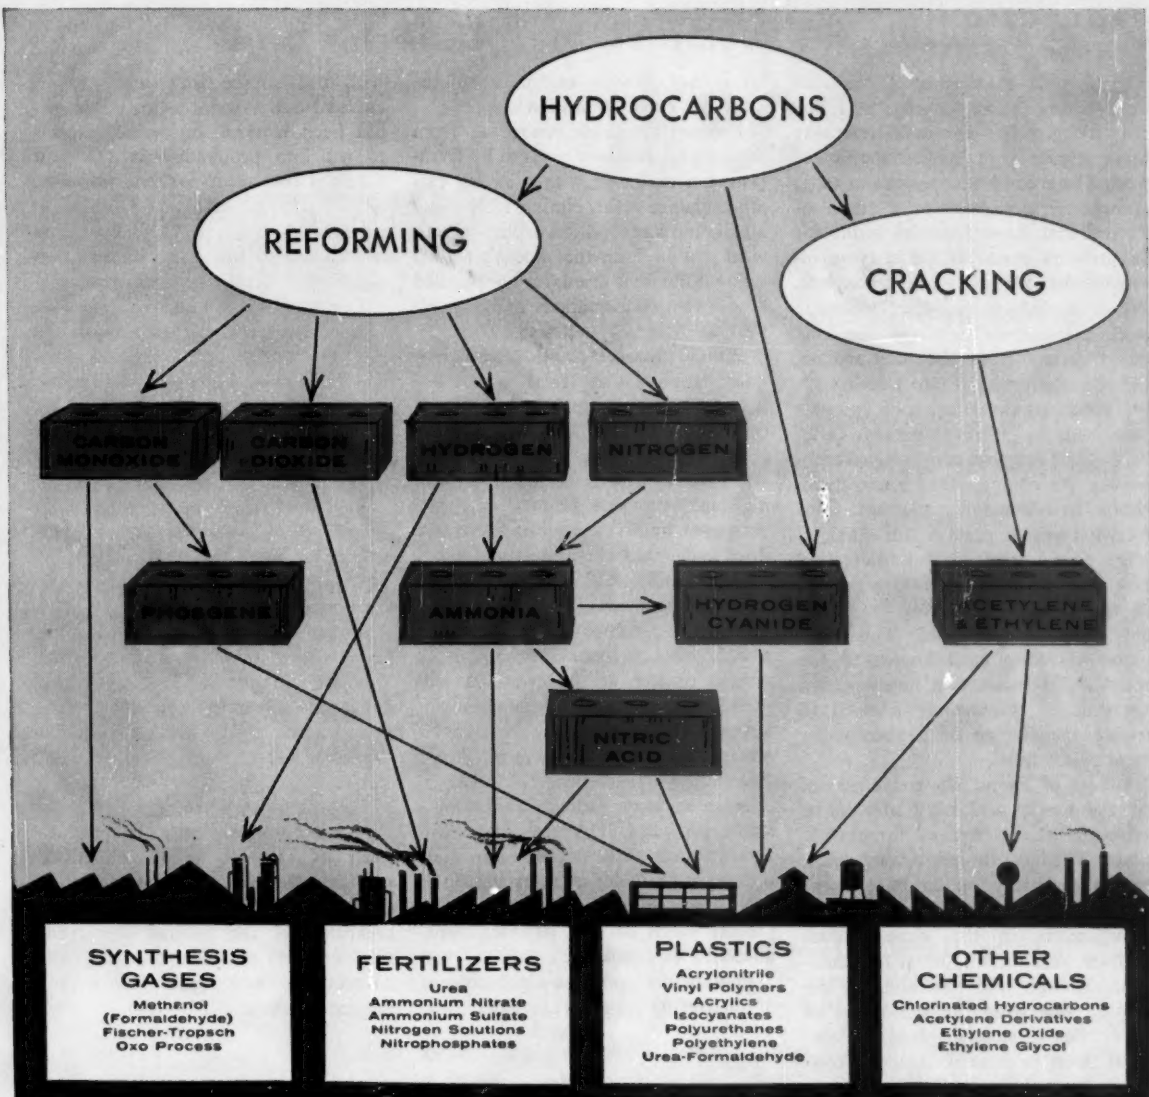 HYDROCARBONS
REFORMING
CRACKING
CARBON
MONOXIDE
CARBON
DIOXIDE
HYDROGEN
NITROGEN
PHOSGENE
AMMONIA
HYDROGEN
CYANIDE
ACETYLENE
& ETHYLENE
NITRIC
ACID
SYNTHESIS
GASES
Methanol
(Formaldehyde)
Fischer-Tropsch
Oxo Process
FERTILIZERS
Urea
Ammonium Nitrate
Ammonium Sulfate
Nitrogen Solutions
Nitrophosphates
PLASTICS
Acrylonitrile
Vinyl Polymers
Acrylics
Isocyanates
Polyurethanes
Polyethylene
Urea-Formaldehyde
OTHER
CHEMICALS
Chlorinated Hydrocarbons
Acetylene Derivatives
Ethylene Oxide
Ethylene Glycol